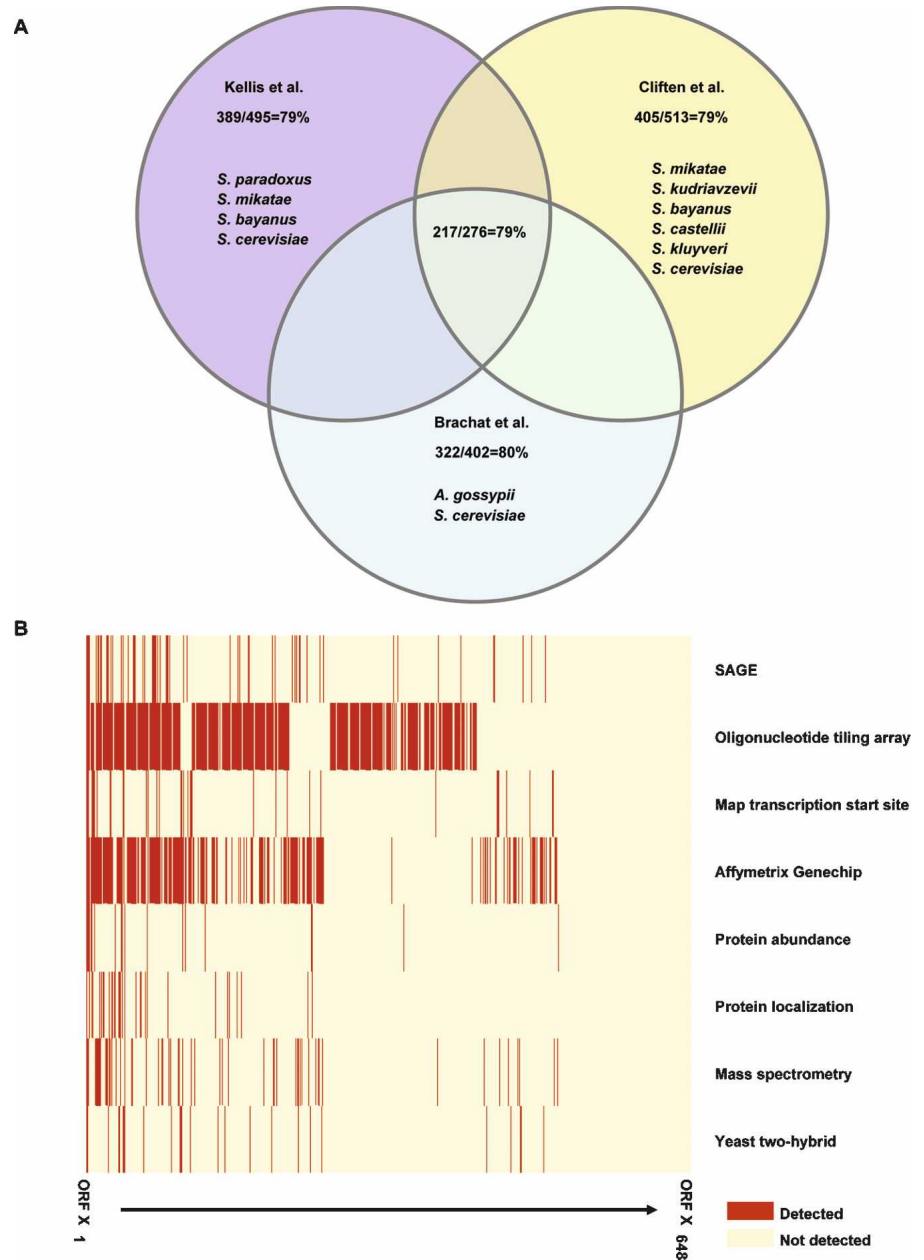 A
Kellis et al.
389/495=79%
S. paradoxus
S. mikatae
S. bayanus
S. cerevisiae
Cliften et al.
405/513=79%
S. mikatae
S. kudriavzevii
S. bayanus
S. castellii
S. kluyveri
S. cerevisiae
217/276=79%
Brachat et al.
322/402=80%
A. gossypii
S. cerevisiae
B
SAGE
Oligonucleotide tiling array
Map transcription start site
Affymetrix Genechip
Protein abundance
Protein localization
Mass spectrometry
Yeast two-hybrid
ORF X 1
ORF X 648
Detected
Not detected